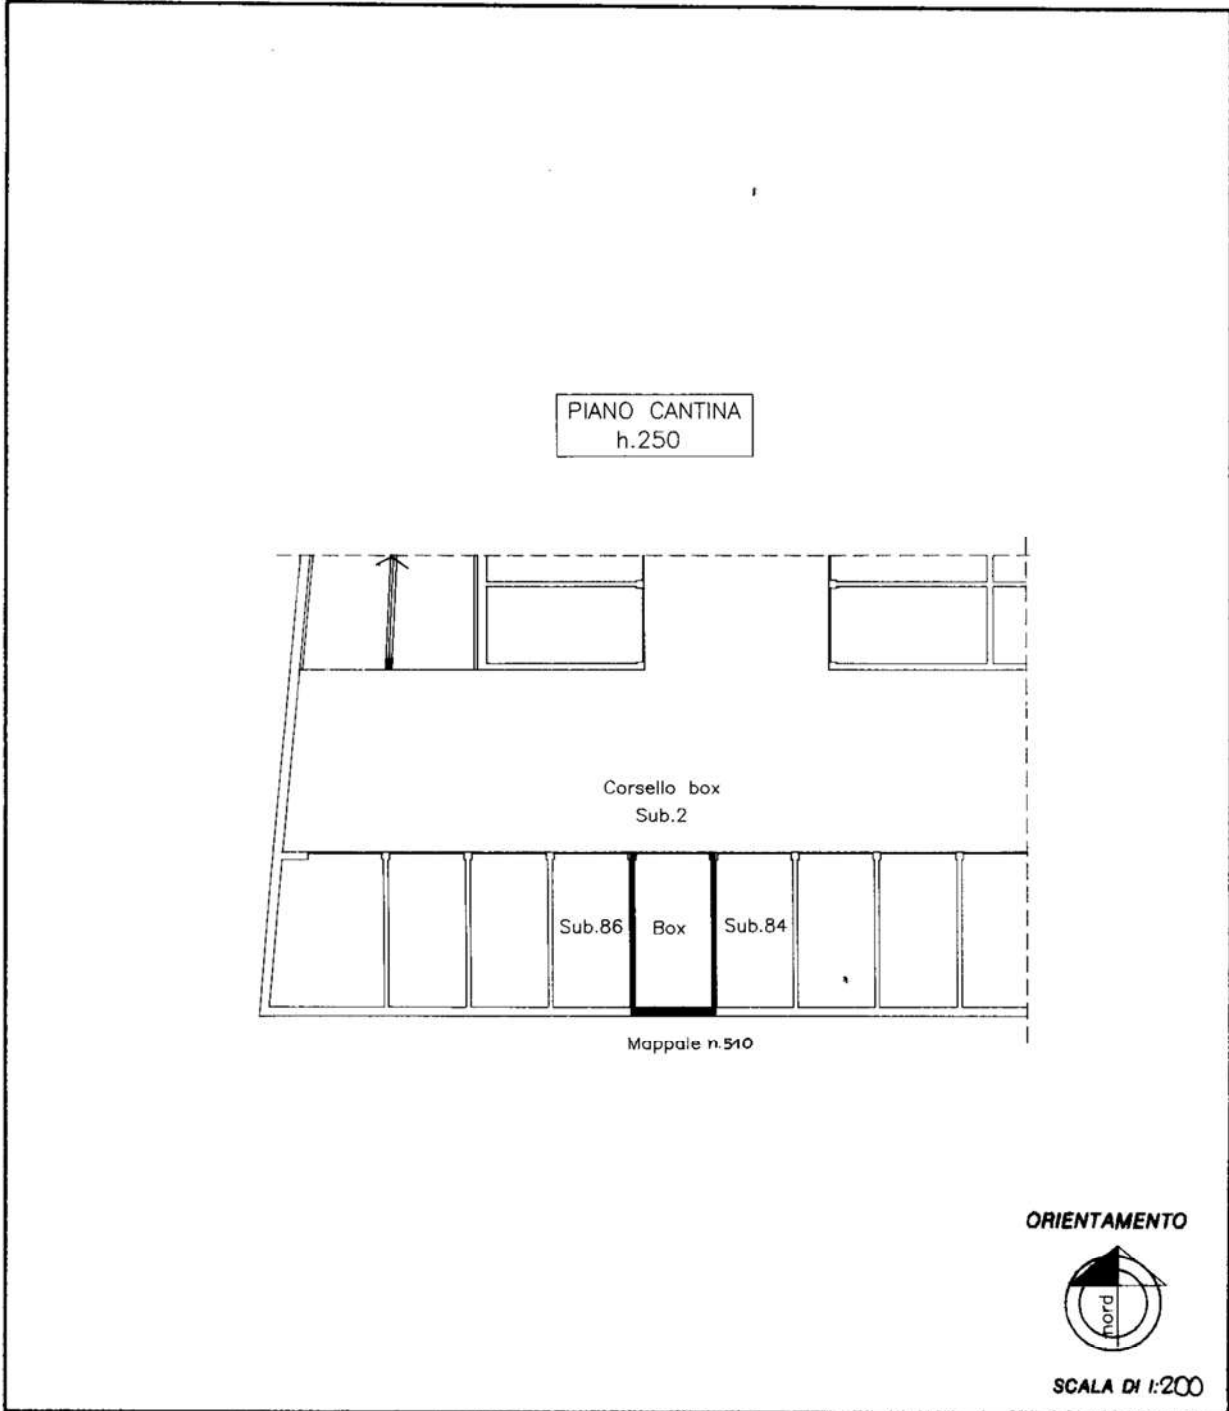 PIANO CANTINA
h.250
Corsello box
Sub.2
Sub.86
Box
Sub.84
Mappale n.510
ORIENTAMENTO
nord
SCALA DI 1:200